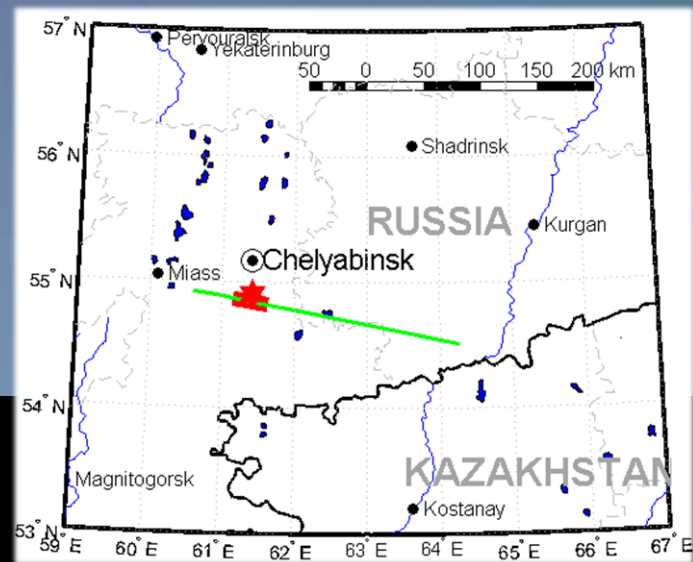 57° N
Pervouralsk
Yekaterinburg
50 0 50 100 150 200 km
56° N
Shadrinsk
RUSSIA
Kurgan
Chelyabinsk
55° N
Miass
54° N
KAZAKHSTAN
Magnitogorsk
Kostanay
53° N
59° E 60° E 61° E 62° E 63° E 64° E 65° E 66° E 67° E